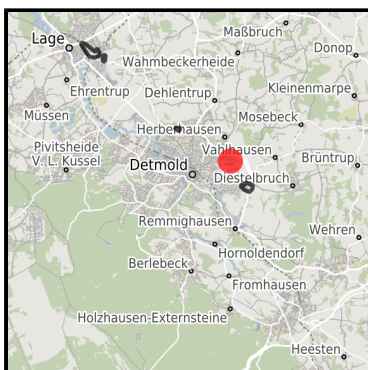 Maßbruch
Lage
Donop
Wahmbeckerheide
Ehrentrup
Dehlentrup
Kleinenmarpe
Müssen
Mosebeck
Herberhausen
Pivitsheide
V. L. Kussel
Vahlhausen
Detmold
Brüntrup
Diestelbruch
Remmighausen
Wehren
Hornoldendorf
Berlebeck
Fromhausen
Holzhausen-Externsteine
Heesten